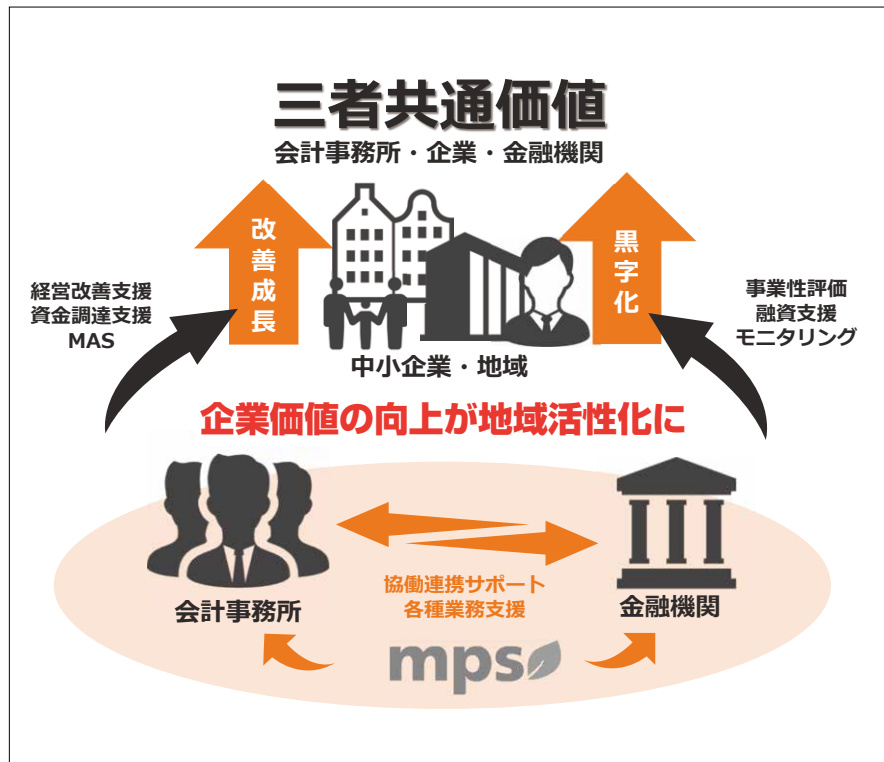 三者共通価値
会計事務所・企業・金融機関
改善成長
黒字化
経営改善支援
資金調達支援
MAS
事業性評価
融資支援
モニタリング
中小企業・地域
企業価値の向上が地域活性化に
会計事務所
協働連携サポート
各種業務支援
金融機関
mps